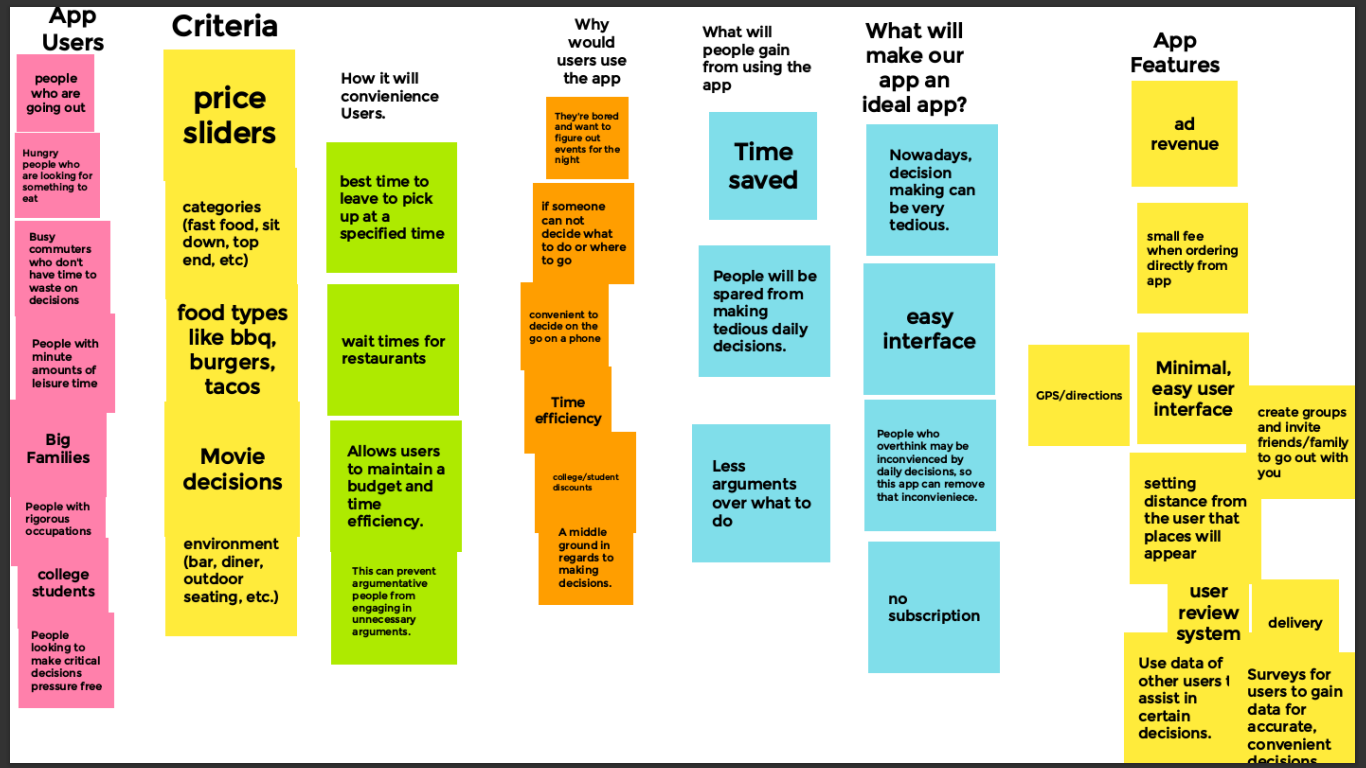 App
Users
people
who are
going out
Hungry
people who
are looking for
something to
eat
Busy
commuters
who don't
have time to
waste on
decisions
People with
minute
amounts of
leisure time
Big
Families
People with
rigorous
occupations
college
students
People
looking to
make critical
decisions
pressure free
Criteria
price
sliders
categories
(fast food, sit
down, top
end, etc)
food types
like bbq,
burgers,
tacos
Movie
decisions
environment
(bar, diner,
outdoor
seating, etc.)
How it will
convienience
Users.
best time to
leave to pick
up at a
specified time
wait times for
restaurants
Allows users
to maintain a
budget and
time
efficiency.
This can prevent
argumentative
people from
engaging in
unnecessary
arguments.
Why
would
users use
the app
They're bored
and want to
figure out
events for the
night
if someone
can not
decide what
to do or where
to go
convenient to
decide on the
go on a phone
Time
efficiency
college/student
discounts
A middle
ground in
regards to
making
decisions.
What will
people gain
from using the
app
Time
saved
People will be
spared from
making
tedious daily
decisions.
Less
arguments
over what to
do
What will
make our
app an
ideal app?
Nowadays,
decision
making can
be very
tedious.
easy
interface
People who
overthink may be
inconvienced by
daily decisions, so
this app can remove
that inconvieniece.
no
subscription
App
Features
ad
revenue
small fee
when ordering
directly from
app
GPS/directions
Minimal,
easy user
interface
create groups
and invite
friends/family
to go out with
you
setting
distance from
the user that
places will
appear
user
review
system
delivery
Use data of
other users t
assist in
certain
decisions.
Surveys for
users to gain
data for
accurate,
convenient
decisions